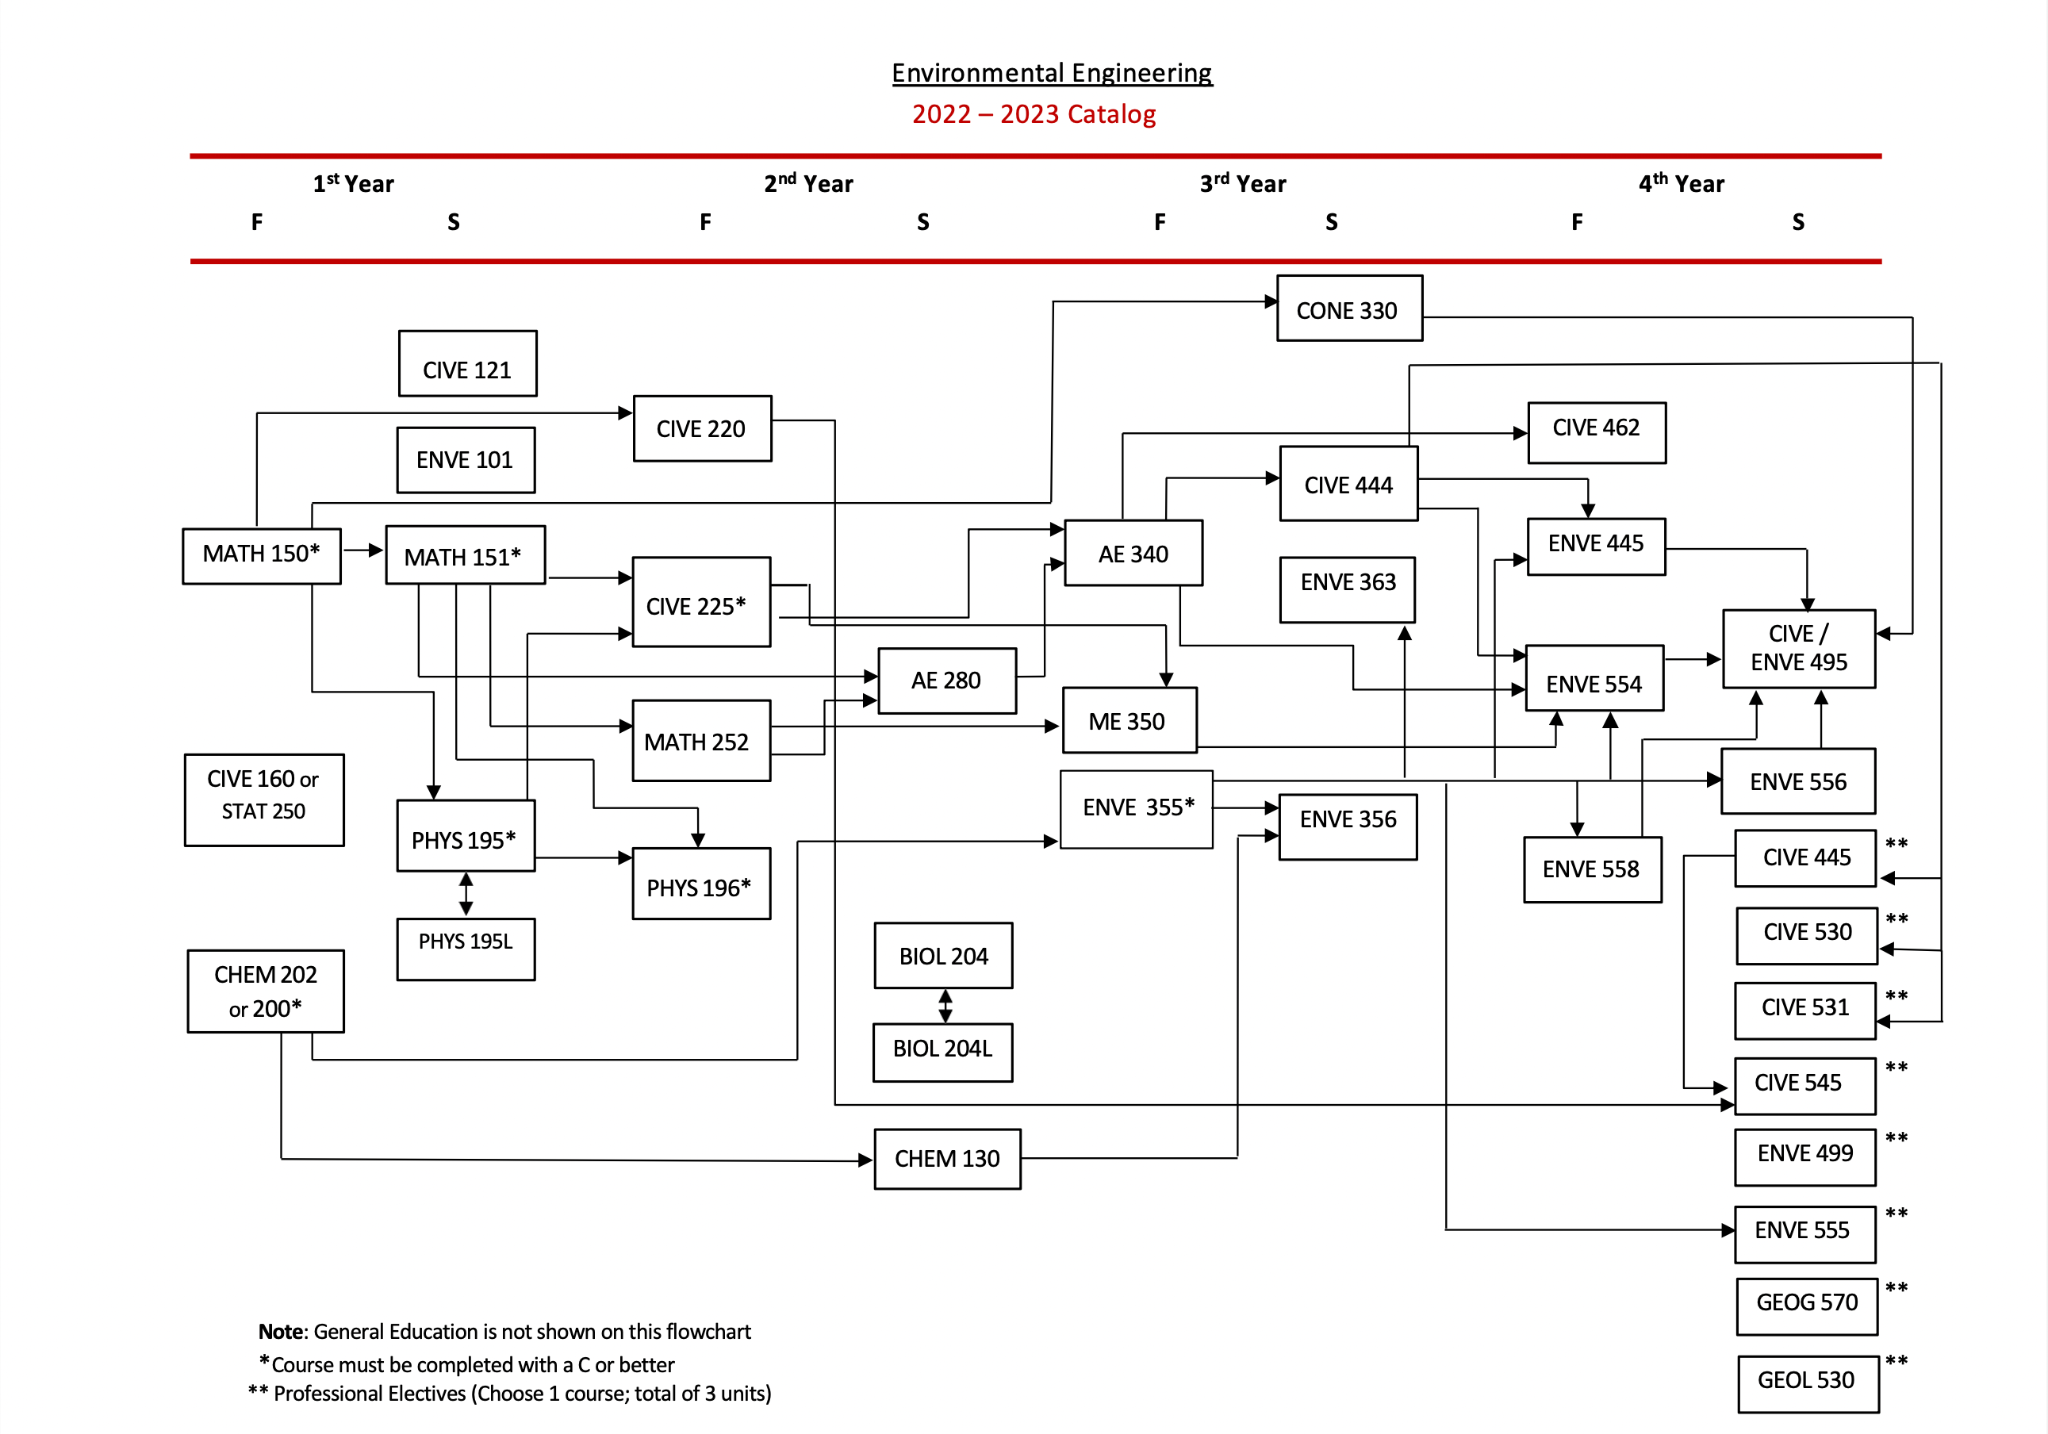 Environmental Engineering
2022 – 2023 Catalog
1st Year
2nd Year
3rd Year
4th Year
F
S
F
S
F
S
F
S
CONE 330
CIVE 121
CIVE 220
CIVE 462
ENVE 101
CIVE 444
MATH 150*
MATH 151*
AE 340
ENVE 445
CIVE 225*
ENVE 363
CIVE /
ENVE 495
AE 280
ENVE 554
MATH 252
ME 350
CIVE 160 or
STAT 250
ENVE 355*
ENVE 356
ENVE 556
PHYS 195*
PHYS 196*
ENVE 558
CIVE 445 **
PHYS 195L
BIOL 204
CIVE 530 **
CHEM 202
or 200*
CIVE 531 **
BIOL 204L
CIVE 545 **
CHEM 130
ENVE 499 **
ENVE 555 **
GEOG 570 **
GEOL 530 **
Note: General Education is not shown on this flowchart
*Course must be completed with a C or better
** Professional Electives (Choose 1 course; total of 3 units)